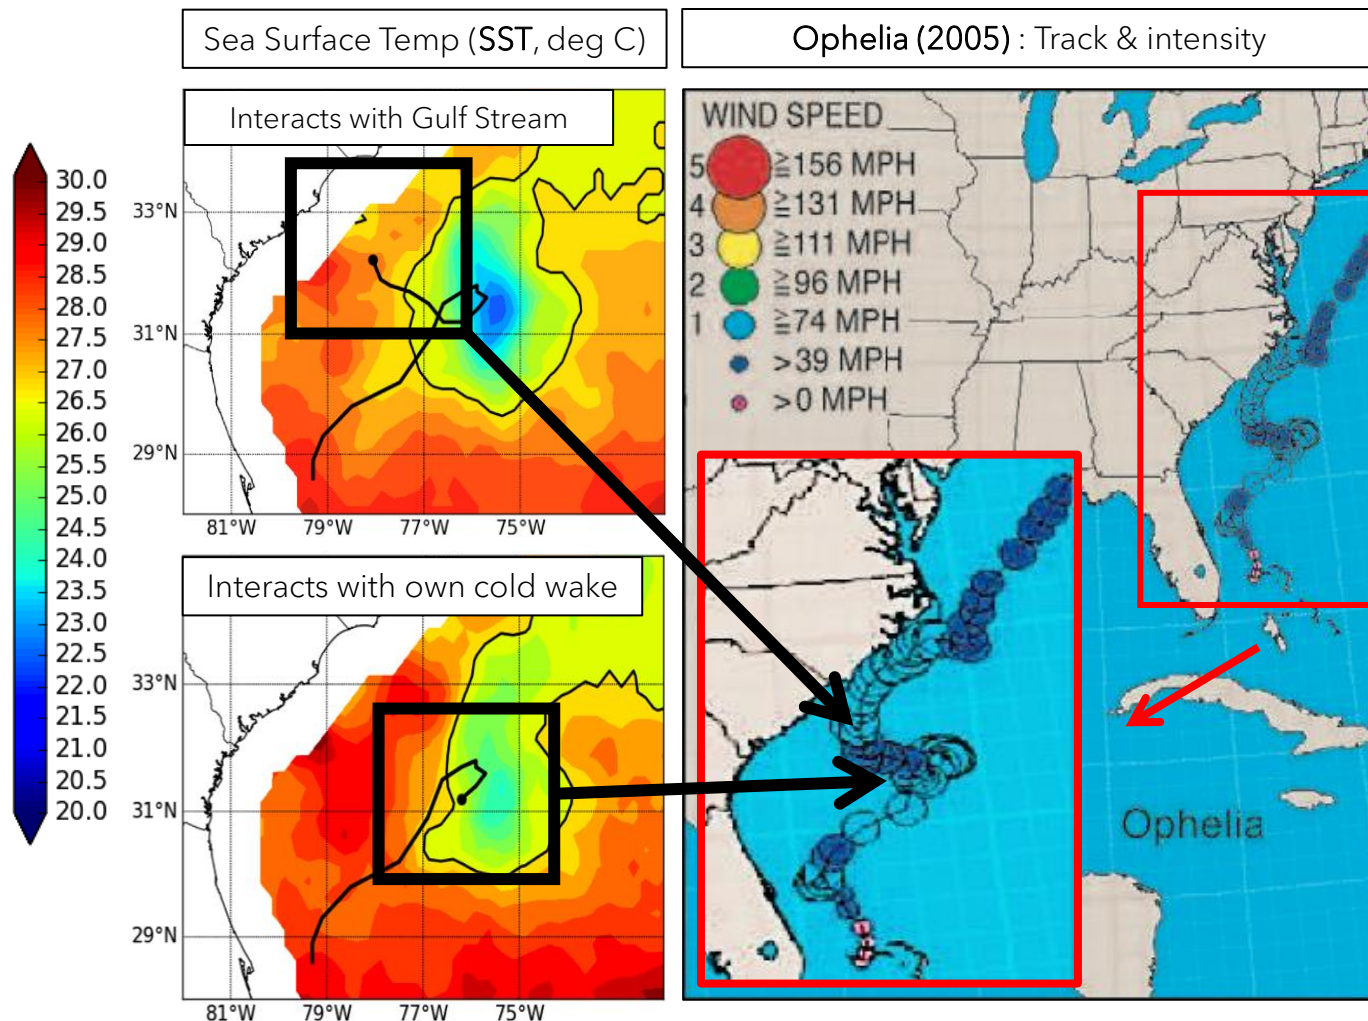 Sea Surface Temp (SST, deg C)
Ophelia (2005) : Track & intensity
Interacts with Gulf Stream
30.0
29.5
29.0
28.5
28.0
27.5
27.0
26.5
26.0
25.5
25.0
24.5
24.0
23.5
23.0
22.5
22.0
21.5
21.0
20.5
20.0
33°N
31°N
29°N
81°W 79°W 77°W 75°W
Interacts with own cold wake
33°N
31°N
29°N
81°W 79°W 77°W 75°W
WIND SPEED
5 ≧156 MPH
4 ≧131 MPH
3 ≧111 MPH
2 ≧96 MPH
1 ≧74 MPH
>39 MPH
>0 MPH
Ophelia